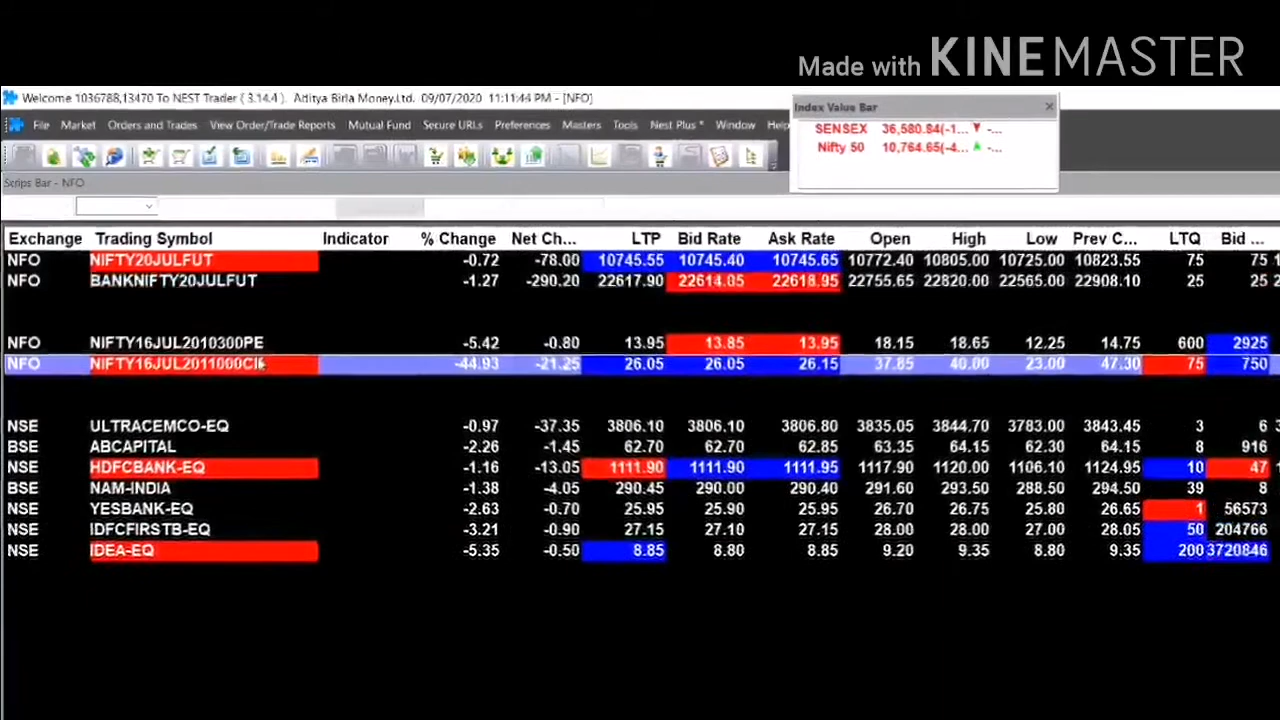 Made with KINEMASTER
Welcome 1036788,13470 To NEST Trader ( 3.14.4 ) Aditya Birla Money.Ltd. 09/07/2020 11:11:44 PM - [NFO]
Index Value Bar
SENSEX 36,580.84(-1... -...
Nifty 50 10,764.65(-4... -...
File Market Orders and Trades View Order/Trade Reports Mutual Fund Secure URLs Preferences Masters Tools Nest Plus Window Help
Scrips Bar - NFO
Exchange Trading Symbol Indicator % Change Net Ch... LTP Bid Rate Ask Rate Open High Low Prev C... LTQ Bid ...
NFO NIFTY20JULFUT -0.72 -78.00 10745.55 10745.40 10745.65 10772.40 10805.00 10725.00 10823.55 75 75
NFO BANKNIFTY20JULFUT -1.27 -290.20 22617.90 22614.05 22618.95 22755.65 22820.00 22565.00 22908.10 25 25
NFO NIFTY16JUL2010300PE -5.42 -0.80 13.95 13.85 13.95 18.15 18.65 12.25 14.75 600 2925
NFO NIFTY16JUL2011000CE -44.93 -21.25 26.05 26.05 26.15 37.85 40.00 23.00 47.30 75 750
NSE ULTRACEMCO-EQ -0.97 -37.35 3806.10 3806.10 3806.80 3835.05 3844.70 3783.00 3843.45 3 6
BSE ABCAPITAL -2.26 -1.45 62.70 62.70 62.85 63.35 64.15 62.30 64.15 8 916
NSE HDFCBANK-EQ -1.16 -13.05 1111.90 1111.90 1111.95 1117.90 1120.00 1106.10 1124.95 10 47
BSE NAM-INDIA -1.38 -4.05 290.45 290.00 290.40 291.60 293.50 288.50 294.50 39 8
NSE YESBANK-EQ -2.63 -0.70 25.95 25.90 25.95 26.70 26.75 25.80 26.65 1 56573
NSE IDFCFIRSTB-EQ -3.21 -0.90 27.15 27.10 27.15 28.00 28.00 27.00 28.05 50 204766
NSE IDEA-EQ -5.35 -0.50 8.85 8.80 8.85 9.20 9.35 8.80 9.35 200 3720846